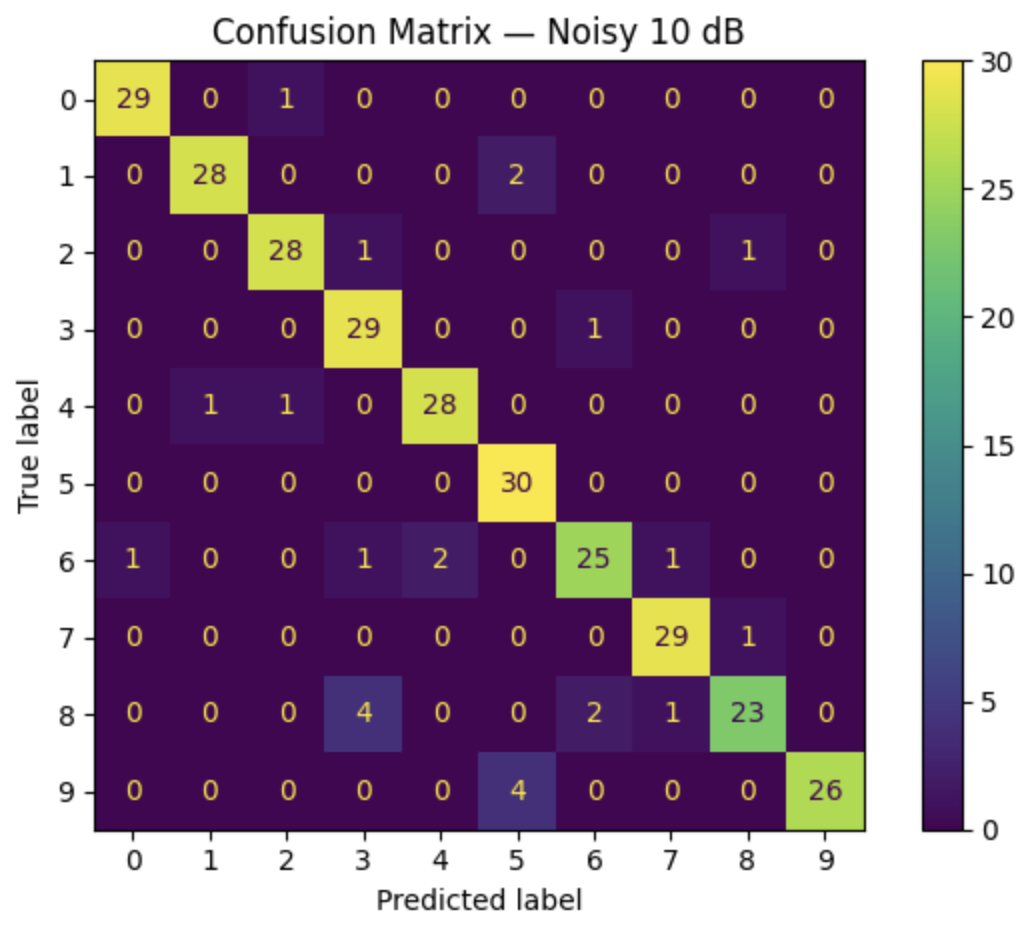 Confusion Matrix — Noisy 10 dB
0 29 0 1 0 0 0 0 0 0 0
1 0 28 0 0 0 2 0 0 0 0
2 0 0 28 1 0 0 0 0 1 0
3 0 0 0 29 0 0 1 0 0 0
4 0 1 1 0 28 0 0 0 0 0
5 0 0 0 0 0 30 0 0 0 0
6 1 0 0 1 2 0 25 1 0 0
7 0 0 0 0 0 0 0 29 1 0
8 0 0 0 4 0 0 2 1 23 0
9 0 0 0 0 0 4 0 0 0 26
0 1 2 3 4 5 6 7 8 9
Predicted label
True label
30
25
20
15
10
5
0